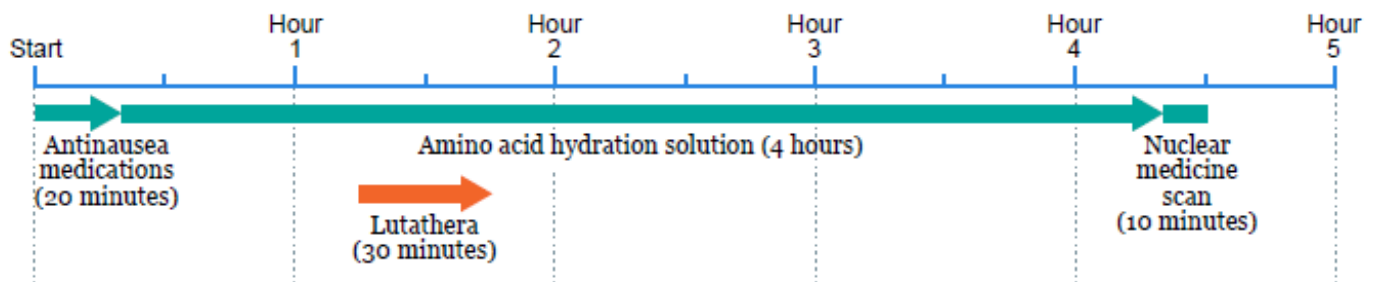 Start
Hour
1
Hour
2
Hour
3
Hour
4
Hour
5
Antinausea
medications
(20 minutes)
Amino acid hydration solution (4 hours)
Nuclear
medicine
scan
(10 minutes)
Lutathera
(30 minutes)